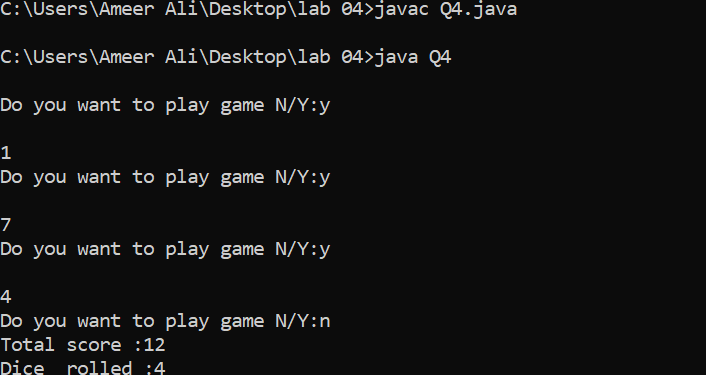 C:\Users\Ameer Ali\Desktop\lab 04>javac Q4.java
C:\Users\Ameer Ali\Desktop\lab 04>java Q4
Do you want to play game N/Y:y
1
Do you want to play game N/Y:y
7
Do you want to play game N/Y:y
4
Do you want to play game N/Y:n
Total score :12
Dice  rolled :4